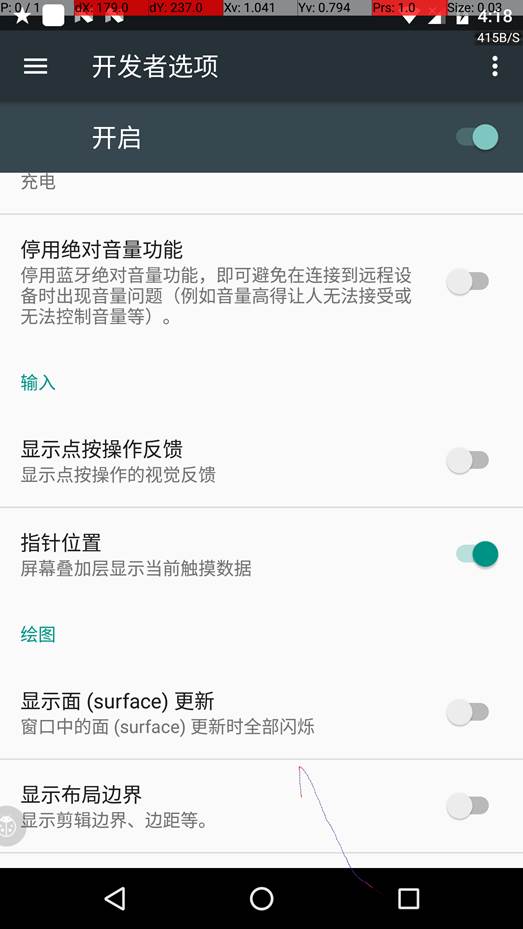 P: 0 / 1 dX: 179.0 dY: 237.0 Xv: 1.041 Yv: 0.794 Prs: 1.0 Size: 0.03
4:18
415B/S
开发者选项
开启
充电
停用绝对音量功能
停用蓝牙绝对音量功能，即可避免在连接到远程设
备时出现音量问题（例如音量高得让人无法接受或
无法控制音量等）。
输入
显示点按操作反馈
显示点按操作的视觉反馈
指针位置
屏幕叠加层显示当前触摸数据
绘图
显示面 (surface) 更新
窗口中的面 (surface) 更新时全部闪烁
显示布局边界
显示剪辑边界、边距等。